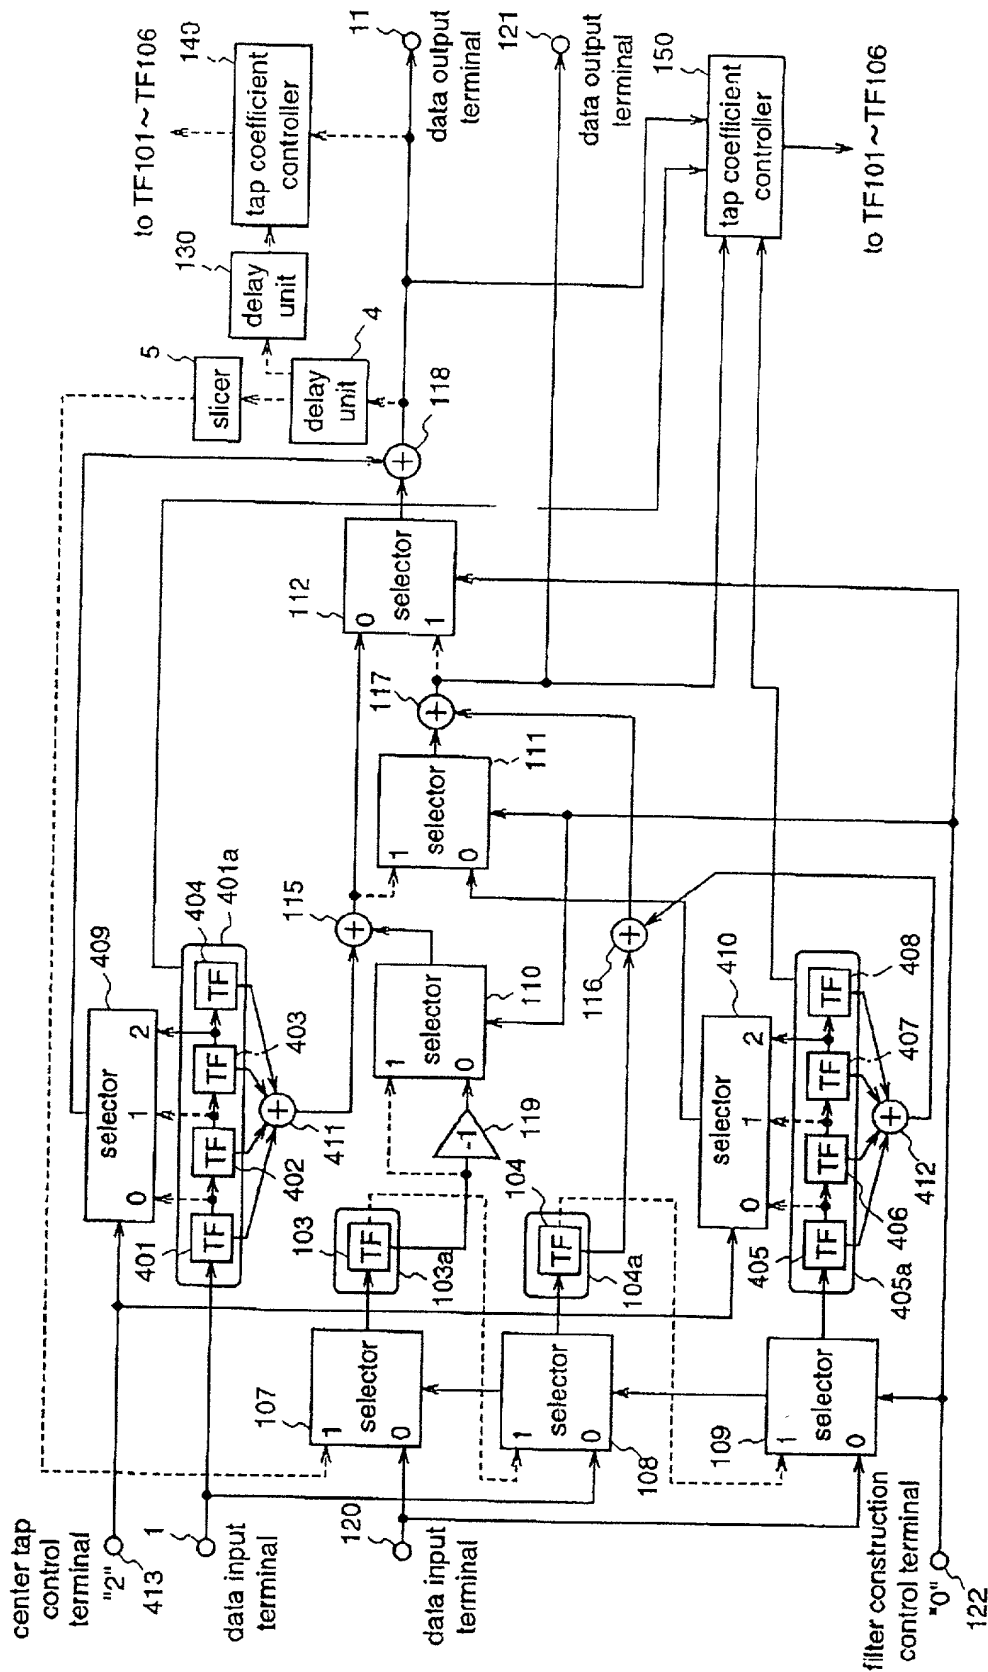 center tap
control
terminal
"2"
413
1
data input
terminal
120
data input
terminal
filter construction
control terminal
"0"
122
409
selector
0
1
2
401
TF
402
TF
403
TF
404
TF
401a
+
411
107
selector
1
0
103
TF
103a
selector
1
0
108
104
TF
104a
109
selector
1
0
410
selector
0
1
2
405
TF
406
TF
407
TF
408
TF
405a
+
412
-1
119
selector
1
0
110
115
+
116
+
selector
1
0
111
117
+
112
selector
0
1
+
118
5
slicer
delay
unit
4
130
delay
unit
140
tap coefficient
controller
to TF101~TF106
11
data output
terminal
121
data output
terminal
150
tap coefficient
controller
to TF101~TF106